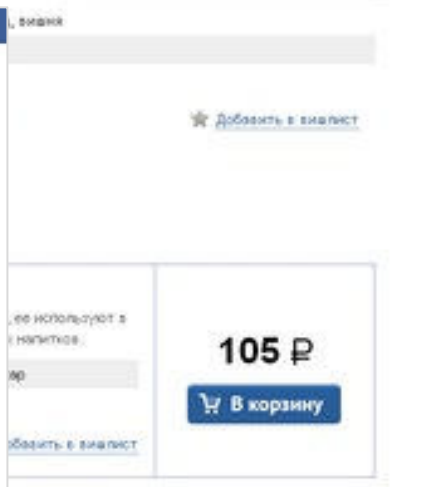 , вишня
Добавить в вишлист
, ее используют в
напитков.
ар
105 ₽
В корзину
обавить в вишлист